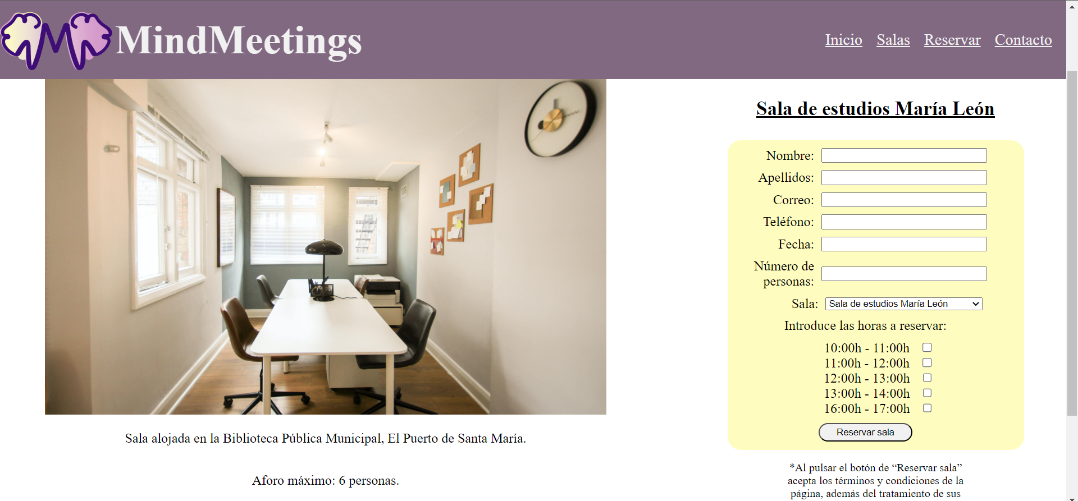 MindMeetings
Inicio Salas Reservar Contacto
Sala alojada en la Biblioteca Pública Municipal, El Puerto de Santa María.
Aforo máximo: 6 personas.
Sala de estudios María León
Nombre:
Apellidos:
Correo:
Teléfono:
Fecha:
Número de
personas:
Sala: Sala de estudios María León
Introduce las horas a reservar:
10:00h - 11:00h
11:00h - 12:00h
12:00h - 13:00h
13:00h - 14:00h
16:00h - 17:00h
Reservar sala
*Al pulsar el botón de “Reservar sala”
acepta los términos y condiciones de la
página, además del tratamiento de sus